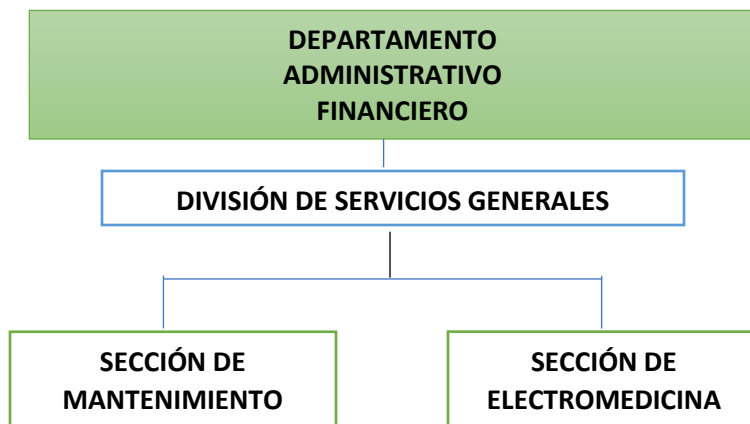 DEPARTAMENTO
ADMINISTRATIVO
FINANCIERO
DIVISIÓN DE SERVICIOS GENERALES
SECCIÓN DE
MANTENIMIENTO
SECCIÓN DE
ELECTROMEDICINA